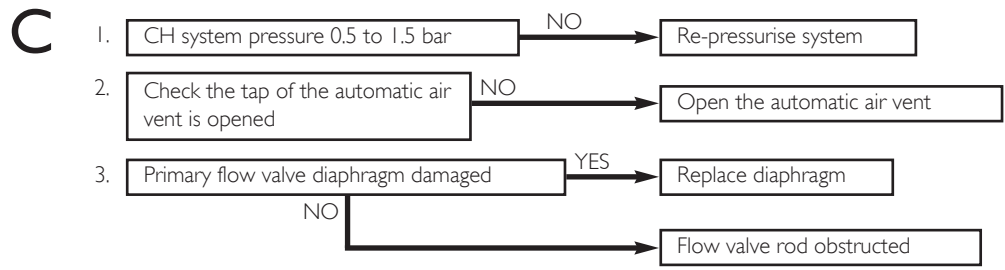 C
1. CH system pressure 0.5 to 1.5 bar NO Re-pressurise system
2. Check the tap of the automatic air
vent is opened NO Open the automatic air vent
3. Primary flow valve diaphragm damaged YES Replace diaphragm
NO Flow valve rod obstructed